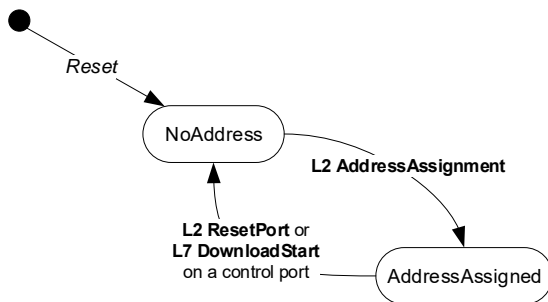 Reset
NoAddress
L2 AddressAssignment
L2 ResetPort or
L7 DownloadStart
on a control port
AddressAssigned